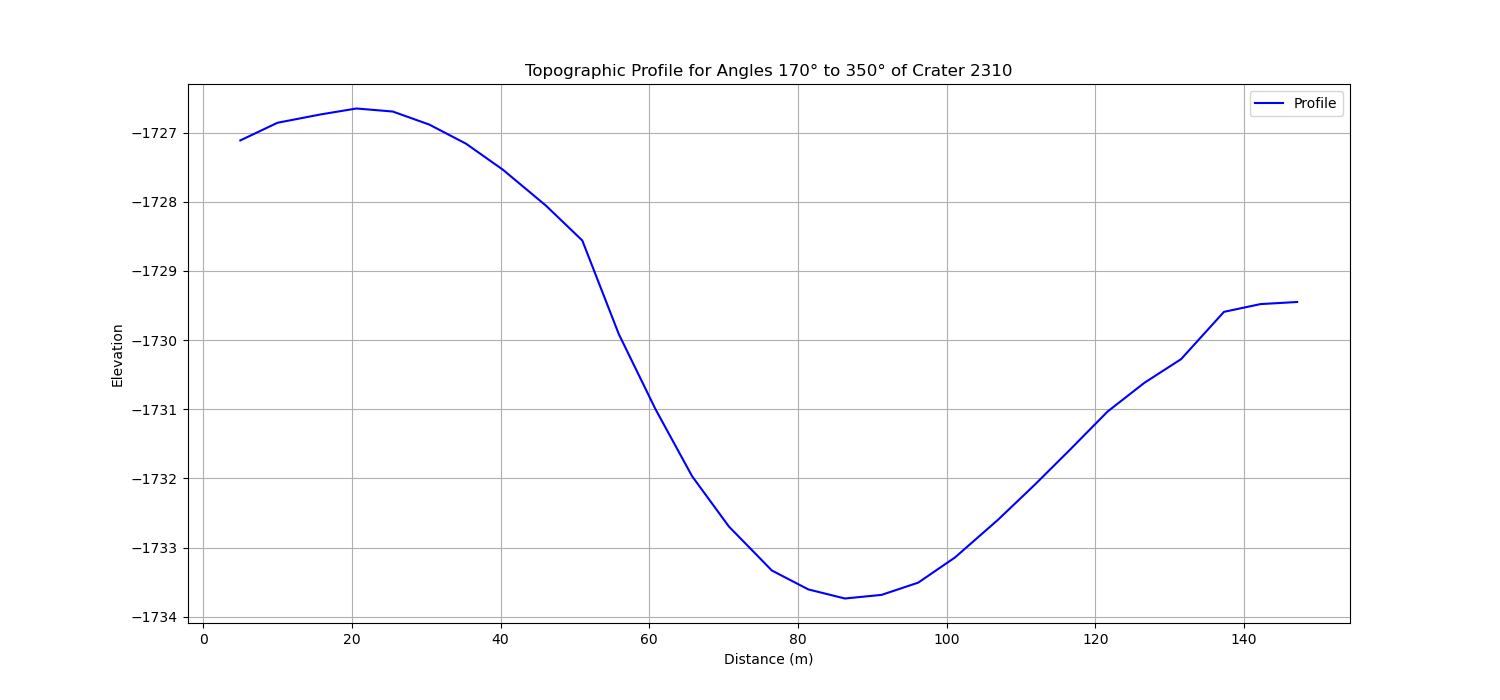 Topographic Profile for Angles 170° to 350° of Crater 2310
Profile
−1727
−1728
−1729
−1730
−1731
−1732
−1733
−1734
Elevation
0 20 40 60 80 100 120 140
Distance (m)